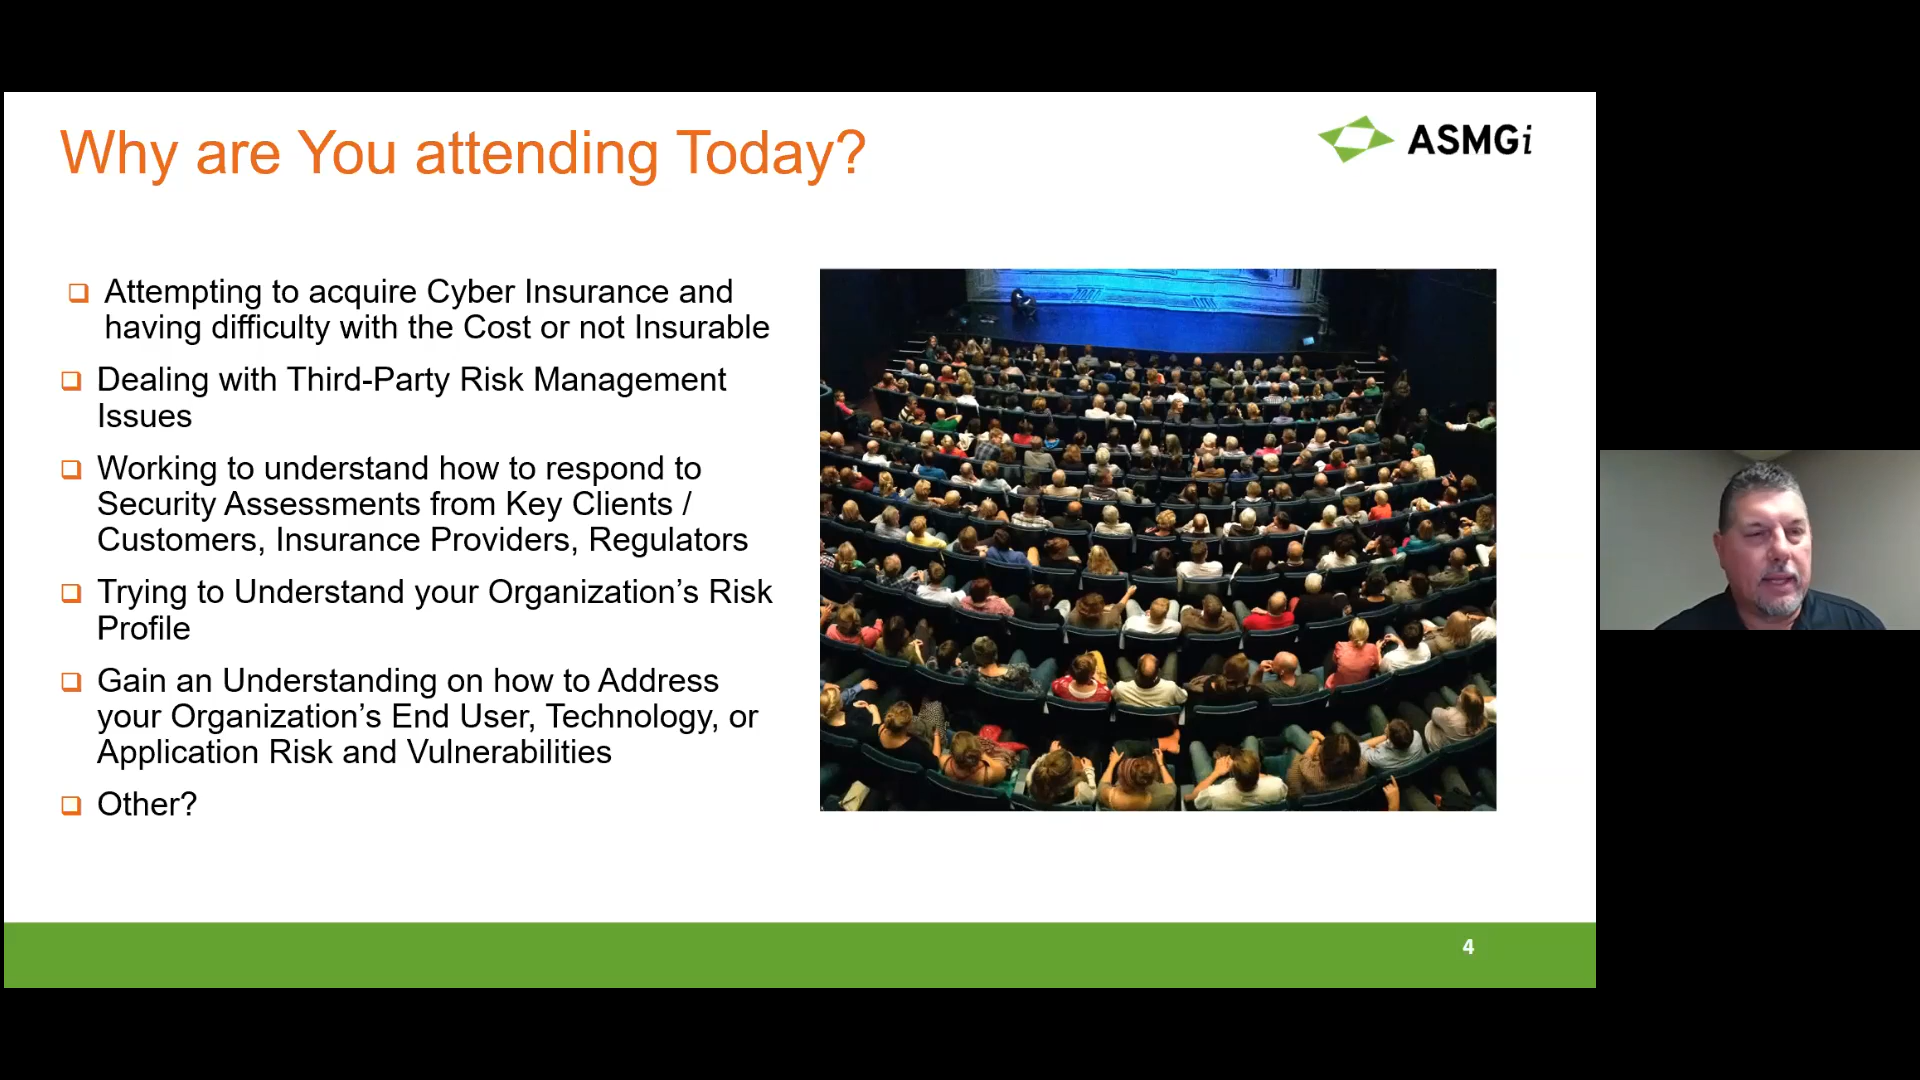 Why are You attending Today?
ASMGi
Attempting to acquire Cyber Insurance and
having difficulty with the Cost or not Insurable
Dealing with Third-Party Risk Management
Issues
Working to understand how to respond to
Security Assessments from Key Clients /
Customers, Insurance Providers, Regulators
Trying to Understand your Organization’s Risk
Profile
Gain an Understanding on how to Address
your Organization’s End User, Technology, or
Application Risk and Vulnerabilities
Other?
4